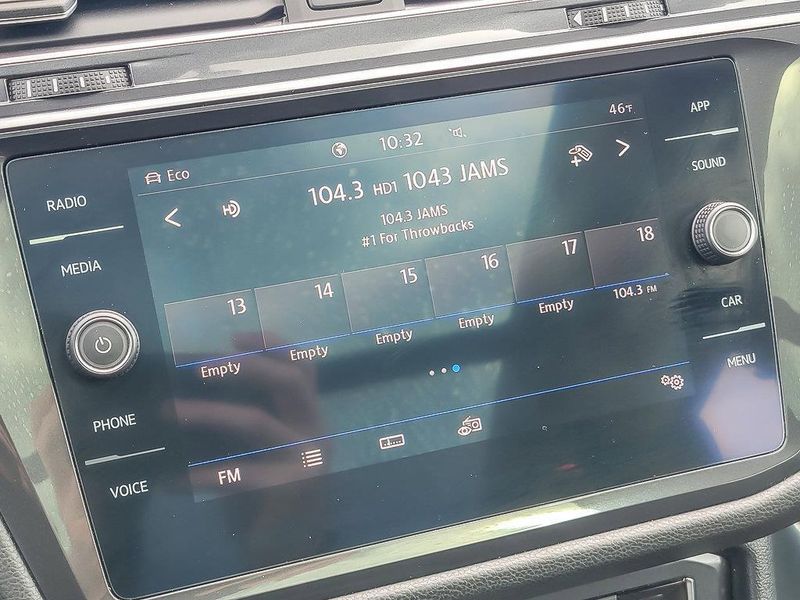 46°F
10:32
APP
Eco
SOUND
RADIO
104.3 HD1 1043 JAMS
HD
104.3 JAMS
#1 For Throwbacks
MEDIA
13 14 15 16 17 18
Empty Empty Empty Empty Empty 104.3 FM
CAR
MENU
PHONE
FM
VOICE